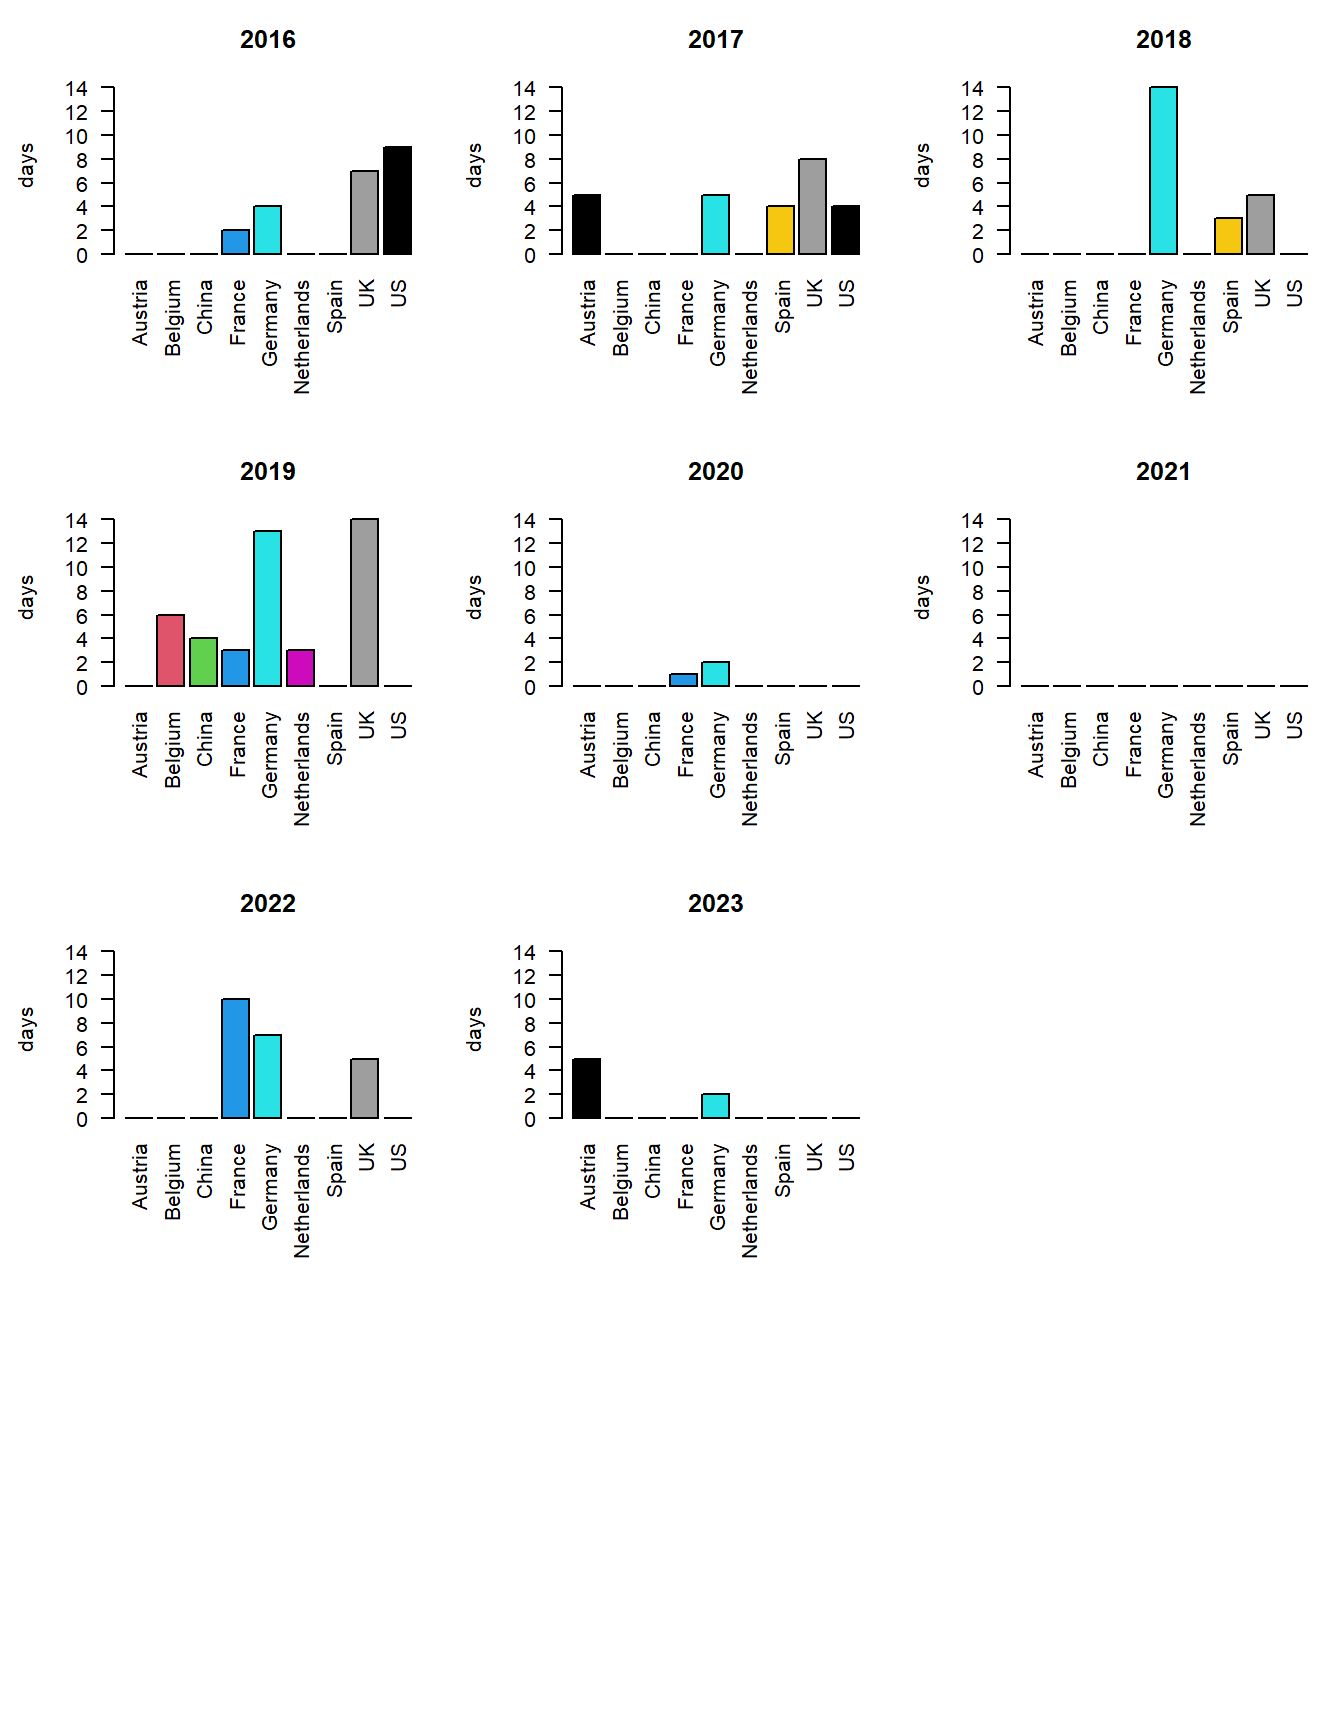 2016
days
14
12
10
8
6
4
2
0
Austria
Belgium
China
France
Germany
Netherlands
Spain
UK
US
2017
days
14
12
10
8
6
4
2
0
Austria
Belgium
China
France
Germany
Netherlands
Spain
UK
US
2018
days
14
12
10
8
6
4
2
0
Austria
Belgium
China
France
Germany
Netherlands
Spain
UK
US
2019
days
14
12
10
8
6
4
2
0
Austria
Belgium
China
France
Germany
Netherlands
Spain
UK
US
2020
days
14
12
10
8
6
4
2
0
Austria
Belgium
China
France
Germany
Netherlands
Spain
UK
US
2021
days
14
12
10
8
6
4
2
0
Austria
Belgium
China
France
Germany
Netherlands
Spain
UK
US
2022
days
14
12
10
8
6
4
2
0
Austria
Belgium
China
France
Germany
Netherlands
Spain
UK
US
2023
days
14
12
10
8
6
4
2
0
Austria
Belgium
China
France
Germany
Netherlands
Spain
UK
US